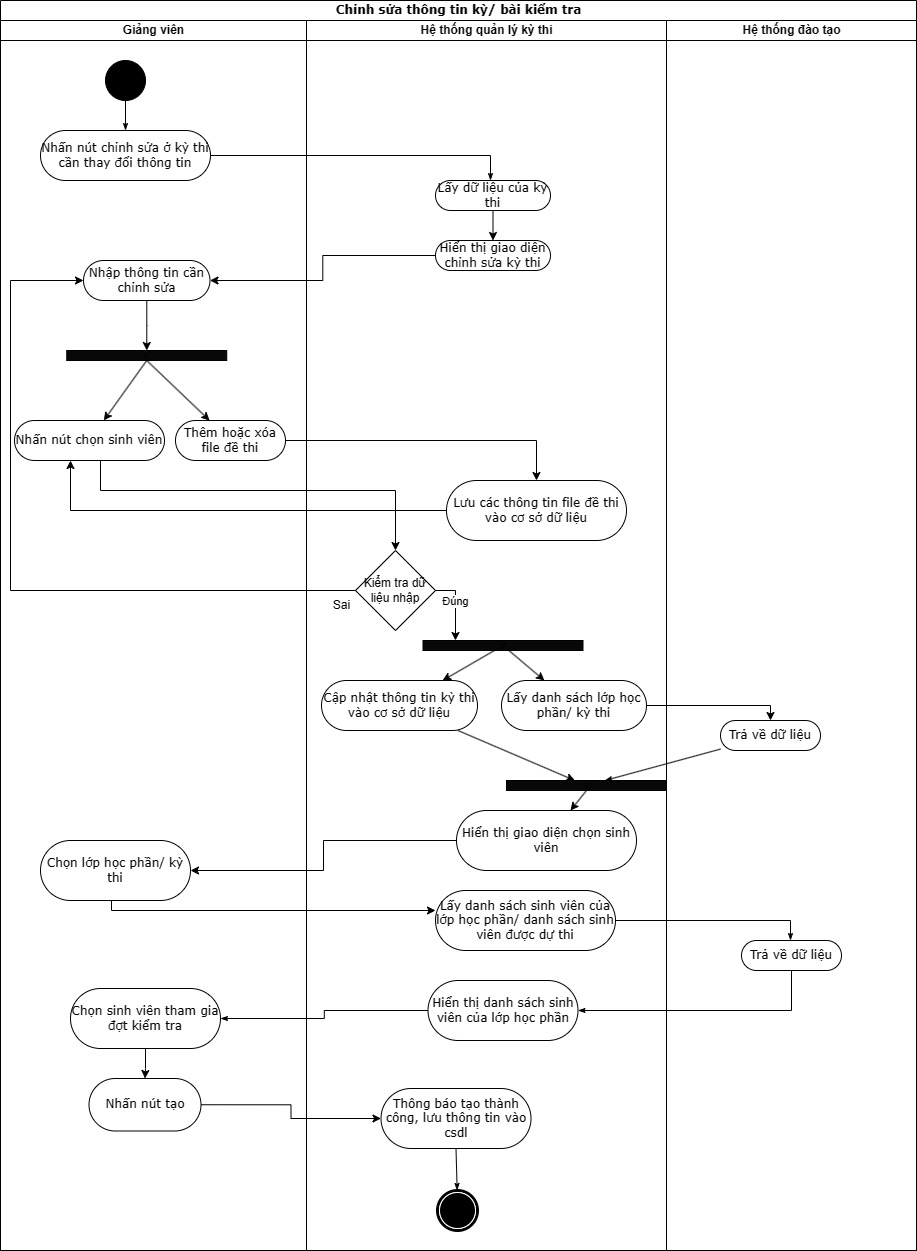 Chỉnh sửa thông tin kỳ/ bài kiểm tra
Giảng viên
Hệ thống quản lý kỳ thi
Hệ thống đào tạo
Nhấn nút chỉnh sửa ở kỳ thi
cần thay đổi thông tin
Lấy dữ liệu của kỳ
thi
Hiển thị giao diện
chỉnh sửa kỳ thi
Nhập thông tin cần
chỉnh sửa
Nhấn nút chọn sinh viên
Thêm hoặc xóa
file đề thi
Lưu các thông tin file đề thi
vào cơ sở dữ liệu
Kiểm tra dữ
liệu nhập
Sai
Đúng
Cập nhật thông tin kỳ thi
vào cơ sở dữ liệu
Lấy danh sách lớp học
phần/ kỳ thi
Trả về dữ liệu
Hiển thị giao diện chọn sinh
viên
Chọn lớp học phần/ kỳ
thi
Lấy danh sách sinh viên của
lớp học phần/ danh sách sinh
viên được dự thi
Trả về dữ liệu
Hiển thị danh sách sinh
viên của lớp học phần
Chọn sinh viên tham gia
đợt kiểm tra
Nhấn nút tạo
Thông báo tạo thành
công, lưu thông tin vào
csdl